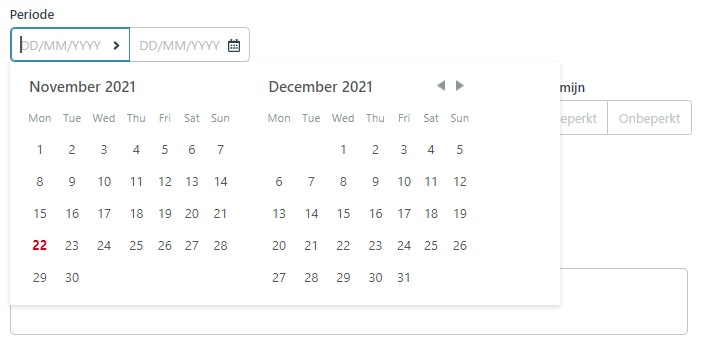 Periode
DD/MM/YYYY DD/MM/YYYY
November 2021 December 2021
mijn
Mon Tue Wed Thu Fri Sat Sun Mon Tue Wed Thu Fri Sat Sun
eperkt Onbeperkt
1 2 3 4 5 6 7 1 2 3 4 5
8 9 10 11 12 13 14 6 7 8 9 10 11 12
15 16 17 18 19 20 21 13 14 15 16 17 18 19
22 23 24 25 26 27 28 20 21 22 23 24 25 26
29 30 27 28 29 30 31